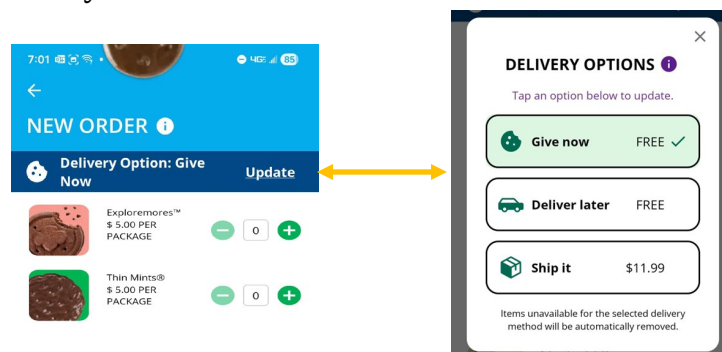 7:01
4G 85
NEW ORDER i
Delivery Option: Give
Now
Update
Exploremores™
$ 5.00 PER
PACKAGE
0
Thin Mints®
$ 5.00 PER
PACKAGE
0
DELIVERY OPTIONS i
Tap an option below to update.
Give now FREE
Deliver later FREE
Ship it $11.99
Items unavailable for the selected delivery
method will be automatically removed.